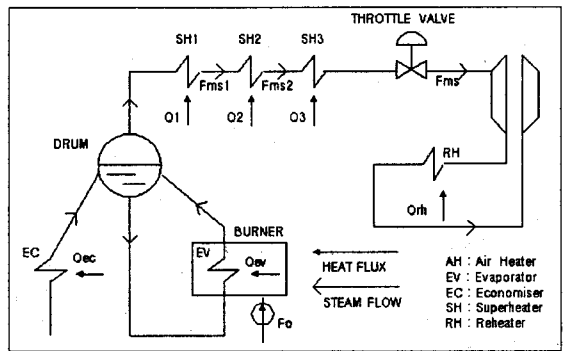 THROTTLE VALVE
SH1
SH2
SH3
Fms1
Fms2
Fms
Q1
Q2
Q3
DRUM
RH
Qrh
BURNER
EC
Qec
EV
Qev
HEAT FLUX
STEAM FLOW
Fo
AH : Air Heater
EV : Evaporator
EC : Economiser
SH : Superheater
RH : Reheater